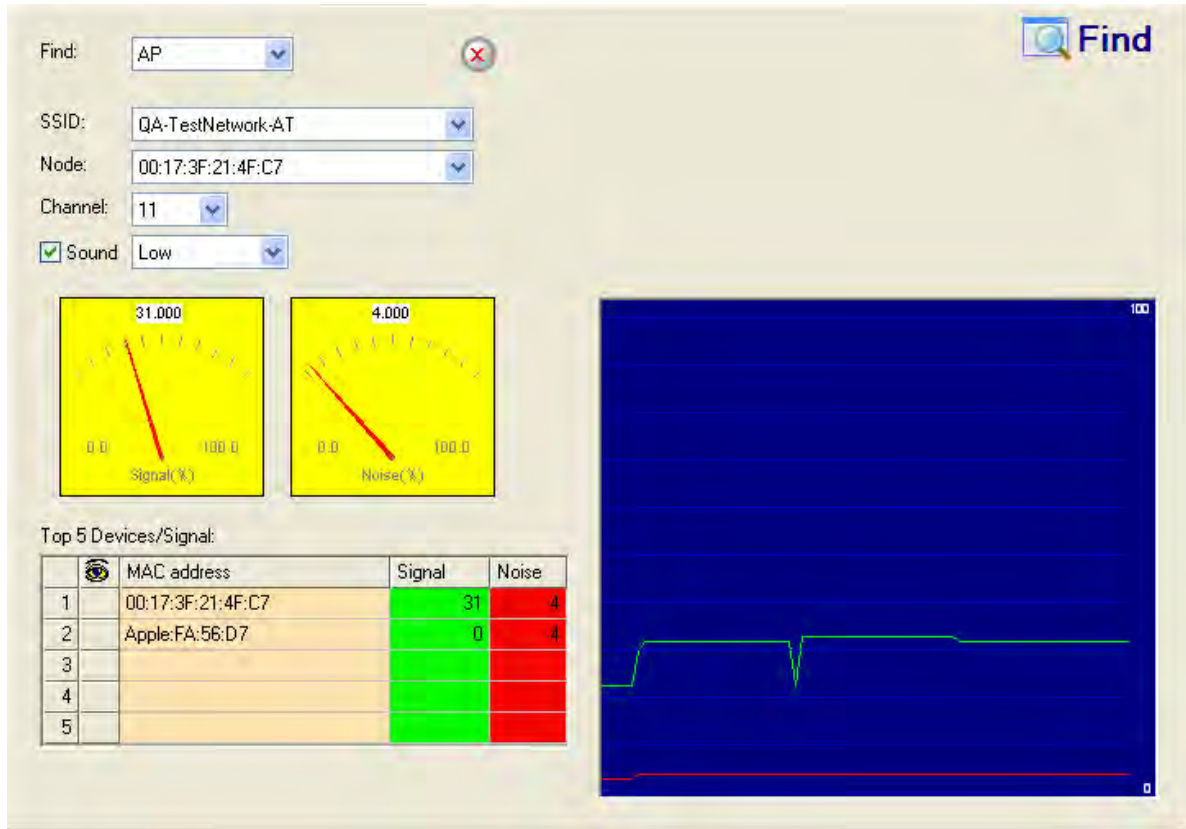 Find: AP
Find
SSID: QA-TestNetwork-AT
Node: 00:17:3F:21:4F:C7
Channel: 11
Sound Low
31.000 4.000
100
0.0 100.0 0.0 100.0
Signal(%) Noise(%)
Top 5 Devices/Signal:
MAC address Signal Noise
1 00:17:3F:21:4F:C7 31 4
2 Apple:FA:56:D7 0 4
3
4
5
0